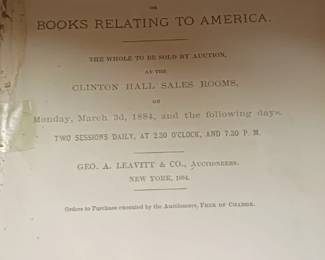 OR
BOOKS RELATING TO AMERICA.
THE WHOLE TO BE SOLD BY AUCTION,
AT THE
CLINTON HALL SALES ROOMS,
ON
Monday, March 3d, 1884, and the following days.
TWO SESSIONS DAILY, AT 2.30 O'CLOCK, AND 7.30 P. M.
GEO. A. LEAVITT & CO., Auctioneers.
NEW YORK, 1884.
Orders to Purchase executed by the Auctioneers, Free of Charge.